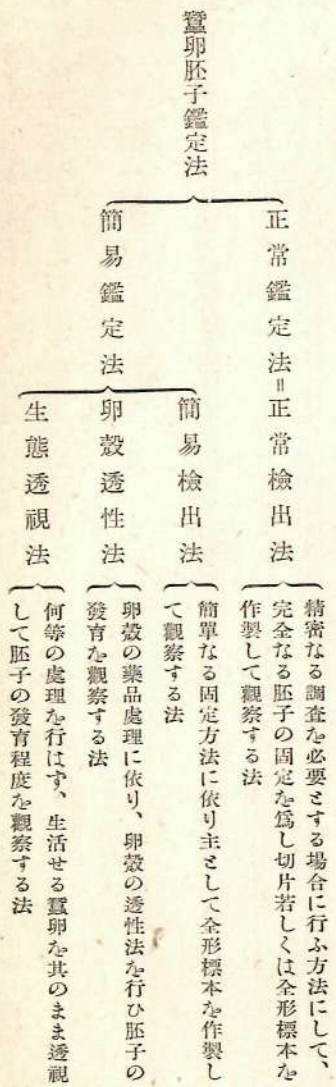 蠶卵胚子鑑定法
正常鑑定法＝正常檢出法
精密なる調査を必要とする場合に行ふ方法にして、
完全なる胚子の固定を爲し切片若しくは全形標本を
作製して觀察する法
簡易鑑定法
簡易檢出法
簡單なる固定方法に依り主として全形標本を作製し
て觀察する法
卵殼透性法
卵殼の藥品處理に依り、卵殼の透性法を行ひ胚子の
發育を觀察する法
生態透視法
何等の處理を行はず、生活せる蠶卵を其のまま透視
して胚子の發育程度を觀察する法